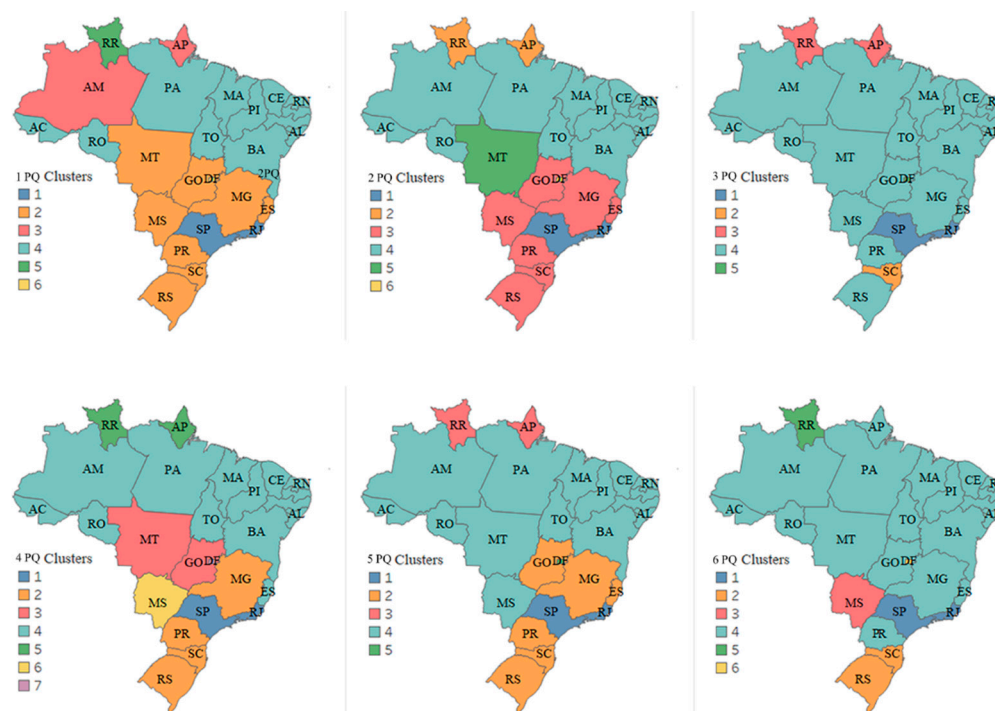 RR AP
AM PA MA CE RN
PI
AC RO TO AL
MT BA
2PQ
GO DF
MG
MS ES
SP RJ
PR
SC
RS
1 PQ Clusters
1
2
3
4
5
6
RR AP
AM PA MA CE RN
PI
AC RO TO AL
MT BA
GO DF
MG
MS ES
SP RJ
PR
SC
RS
2 PQ Clusters
1
2
3
4
5
6
RR AP
AM PA MA CE RN
PI
AC RO TO AL
MT BA
GO DF
MG
MS ES
SP RJ
PR
SC
RS
3 PQ Clusters
1
2
3
4
5
RR AP
AM PA MA CE RN
PI
AC RO TO AL
MT BA
GO DF
MG
MS ES
SP RJ
PR
SC
RS
4 PQ Clusters
1
2
3
4
5
6
7
RR AP
AM PA MA CE RN
PI
AC RO TO AL
MT BA
GO DF
MG
MS ES
SP RJ
PR
SC
RS
5 PQ Clusters
1
2
3
4
5
RR AP
AM PA MA CE RN
PI
AC RO TO AL
MT BA
GO DF
MG
MS ES
SP RJ
PR
SC
RS
6 PQ Clusters
1
2
3
4
5
6